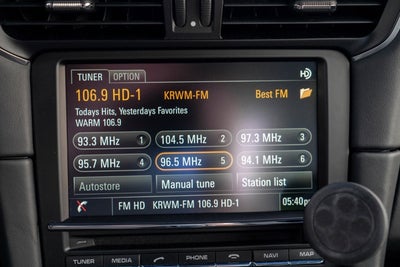 TUNER OPTION
106.9 HD-1 KRWM-FM Best FM
Todays Hits, Yesterdays Favorites
WARM 106.9
93.3 MHz 1 104.5 MHz 2 97.3 MHz 3
95.7 MHz 4 96.5 MHz 5 94.1 MHz 6
Autostore Manual tune Station list
FM HD KRWM-FM 106.9 HD-1 05:40
TUNER MEDIA PHONE NAVI MAP